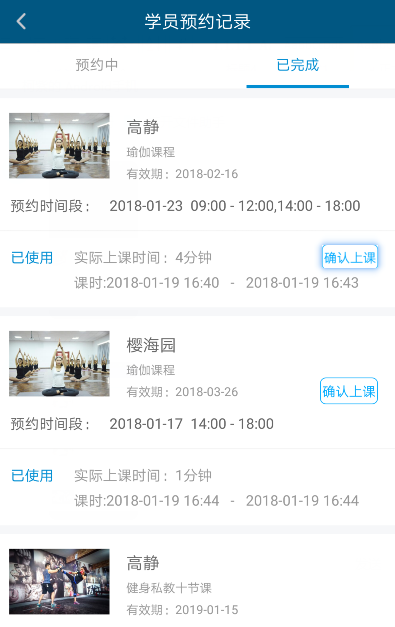 学员预约记录
预约中
已完成
高静
瑜伽课程
有效期：2018-02-16
预约时间段： 2018-01-23 09:00 - 12:00,14:00 - 18:00
已使用 实际上课时间：4分钟 确认上课
课时:2018-01-19 16:40 - 2018-01-19 16:43
樱海园
瑜伽课程
有效期：2018-03-26 确认上课
预约时间段： 2018-01-17 14:00 - 18:00
已使用 实际上课时间：1分钟
课时:2018-01-19 16:44 - 2018-01-19 16:44
高静
健身私教十节课
有效期：2019-01-15